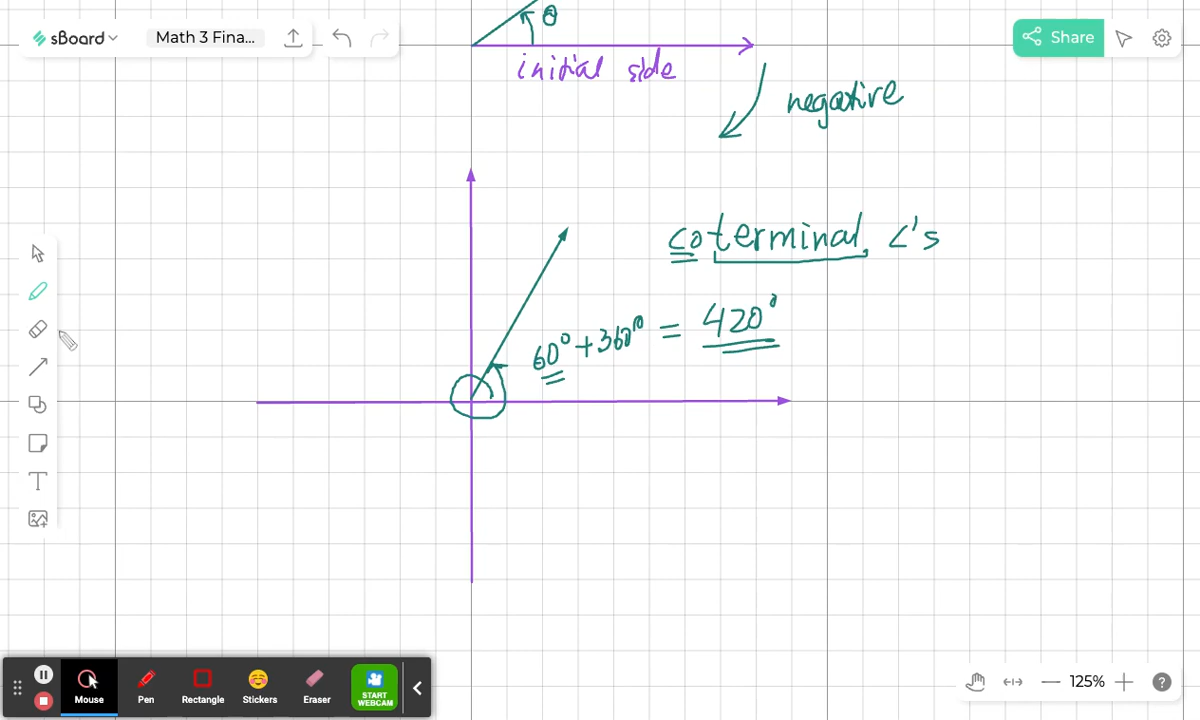 sBoard
Math 3 Fina...
Share
θ
initial side
negative
coterminal ∠'s
60° + 360° = 420°
T
Mouse
Pen
Rectangle
Stickers
Eraser
START
WEBCAM
125%
?